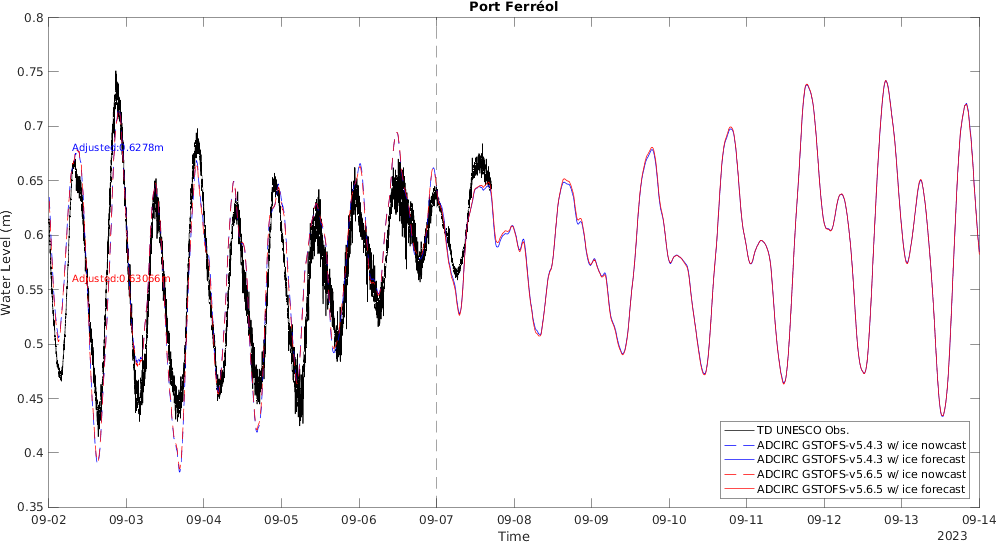 Port Ferréol
0.8
0.75
0.7
0.65
0.6
0.55
0.5
0.45
0.4
0.35
Water Level (m)
Adjusted:0.6278m
Adjusted:0.63056m
TD UNESCO Obs.
ADCIRC GSTOFS-v5.4.3 w/ ice nowcast
ADCIRC GSTOFS-v5.4.3 w/ ice forecast
ADCIRC GSTOFS-v5.6.5 w/ ice nowcast
ADCIRC GSTOFS-v5.6.5 w/ ice forecast
09-02 09-03 09-04 09-05 09-06 09-07 09-08 09-09 09-10 09-11 09-12 09-13 09-14
Time
2023